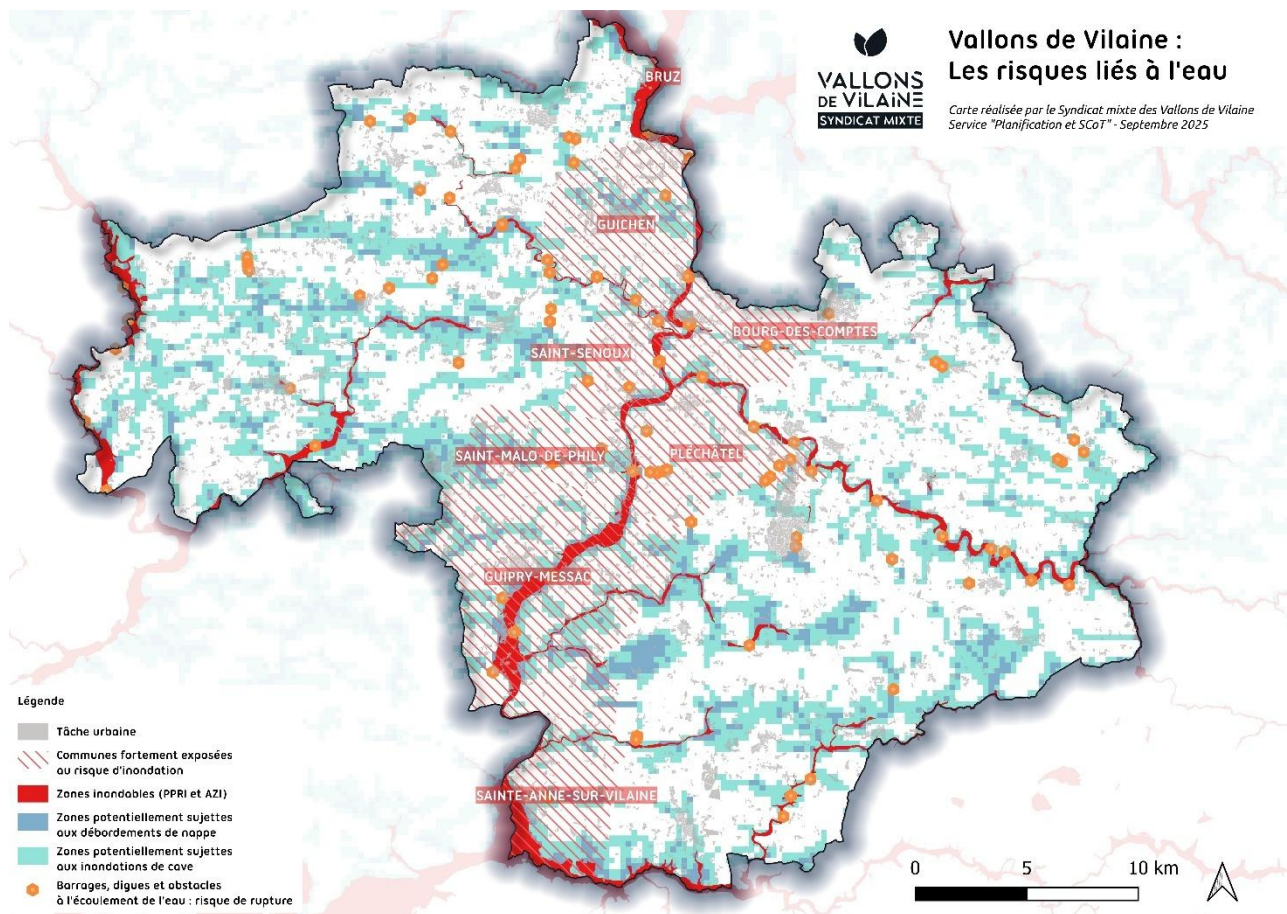 VALLONS
DE VILAINE
SYNDICAT MIXTE
Vallons de Vilaine :
Les risques liés à l'eau
Carte réalisée par le Syndicat mixte des Vallons de Vilaine
Service "Planification et SCoT" - Septembre 2025
BRUZ
GUICHEN
BOURG-DES-COMPTES
SAINT-SENOUX
SAINT-MALO-DE-PHILY
PLÉCHÂTEL
GUIPRY-MESSAC
SAINTE-ANNE-SUR-VILAINE
Légende
Tâche urbaine
Communes fortement exposées
au risque d'inondation
Zones inondables (PPRI et AZI)
Zones potentiellement sujettes
aux débordements de nappe
Zones potentiellement sujettes
aux inondations de cave
Barrages, digues et obstacles
à l'écoulement de l'eau : risque de rupture
0 5 10 km